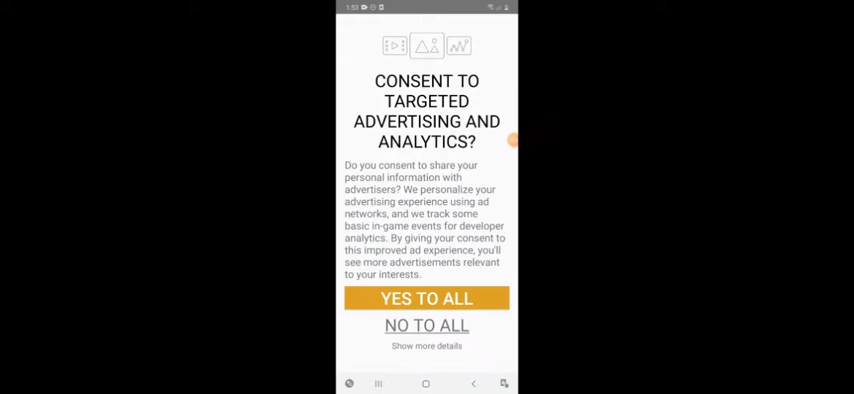 1:53
CONSENT TO
TARGETED
ADVERTISING AND
ANALYTICS?
Do you consent to share your
personal information with
advertisers? We personalize your
advertising experience using ad
networks, and we track some
basic in-game events for developer
analytics. By giving your consent to
this improved ad experience, you'll
see more advertisements relevant
to your interests.
YES TO ALL
NO TO ALL
Show more details